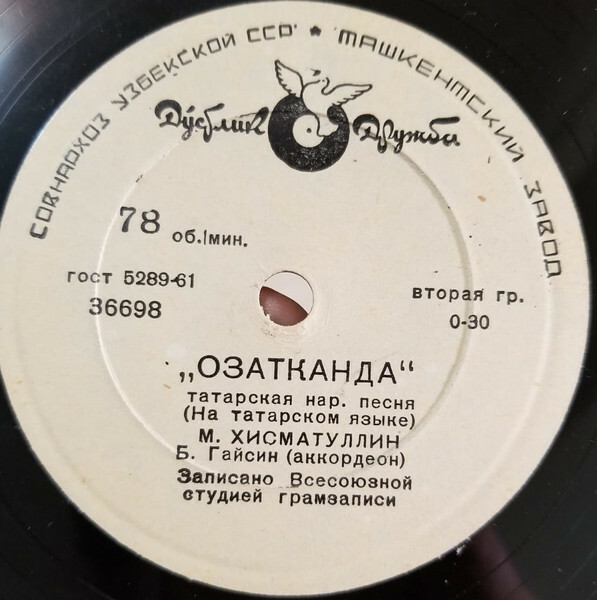 СОВНАРХОЗ УЗБЕКСКОЙ ССР ★ ТАШКЕНТСКИЙ ЗАВОД
Дўстлик Дружба
78 об./мин.
гост 5289-61
36698
вторая гр.
0-30
„ОЗАТКАНДА“
татарская нар. песня
(На татарском языке)
М. ХИСМАТУЛЛИН
Б. Гайсин (аккордеон)
Записано Всесоюзной
студией грамзаписи